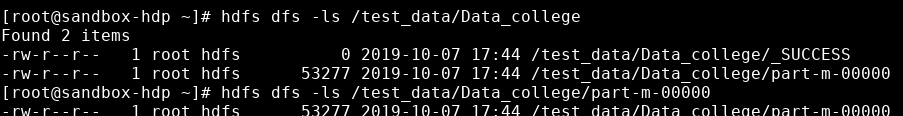 [root@sandbox-hdp ~]# hdfs dfs -ls /test_data/Data_college
Found 2 items
-rw-r--r--   1 root hdfs          0 2019-10-07 17:44 /test_data/Data_college/_SUCCESS
-rw-r--r--   1 root hdfs      53277 2019-10-07 17:44 /test_data/Data_college/part-m-00000
[root@sandbox-hdp ~]# hdfs dfs -ls /test_data/Data_college/part-m-00000
-rw-r--r--   1 root hdfs      53277 2019-10-07 17:44 /test_data/Data_college/part-m-00000